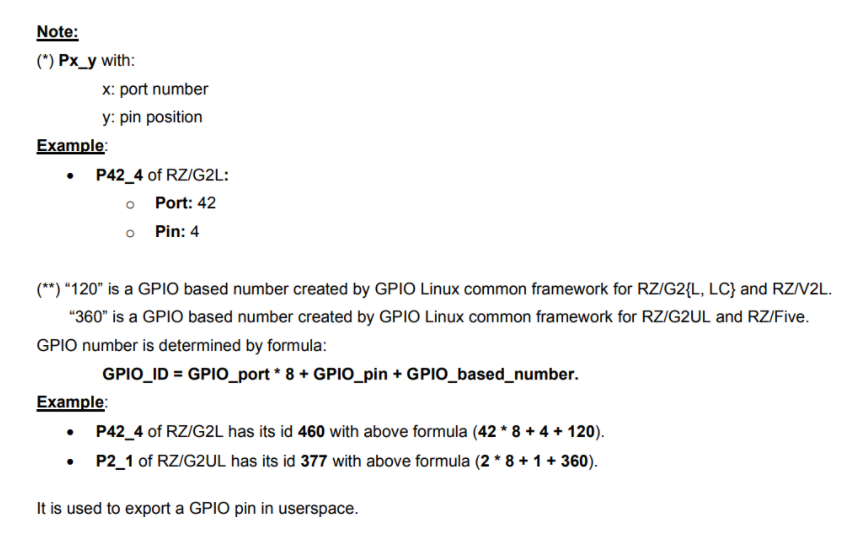 Note:
(*) Px_y with:
x: port number
y: pin position
Example:
• P42_4 of RZ/G2L:
o Port: 42
o Pin: 4
(**) “120” is a GPIO based number created by GPIO Linux common framework for RZ/G2{L, LC} and RZ/V2L.
“360” is a GPIO based number created by GPIO Linux common framework for RZ/G2UL and RZ/Five.
GPIO number is determined by formula:
GPIO_ID = GPIO_port * 8 + GPIO_pin + GPIO_based_number.
Example:
• P42_4 of RZ/G2L has its id 460 with above formula (42 * 8 + 4 + 120).
• P2_1 of RZ/G2UL has its id 377 with above formula (2 * 8 + 1 + 360).
It is used to export a GPIO pin in userspace.